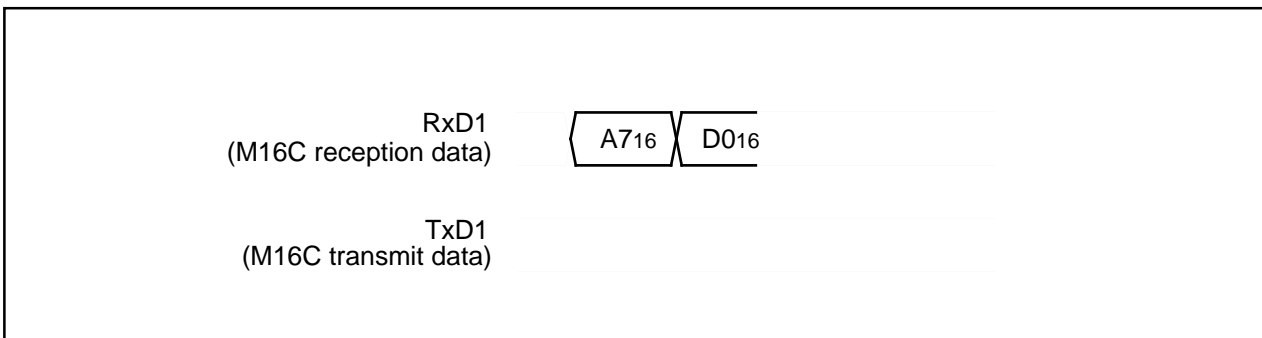 RxD1
(M16C reception data)
A716
D016
TxD1
(M16C transmit data)